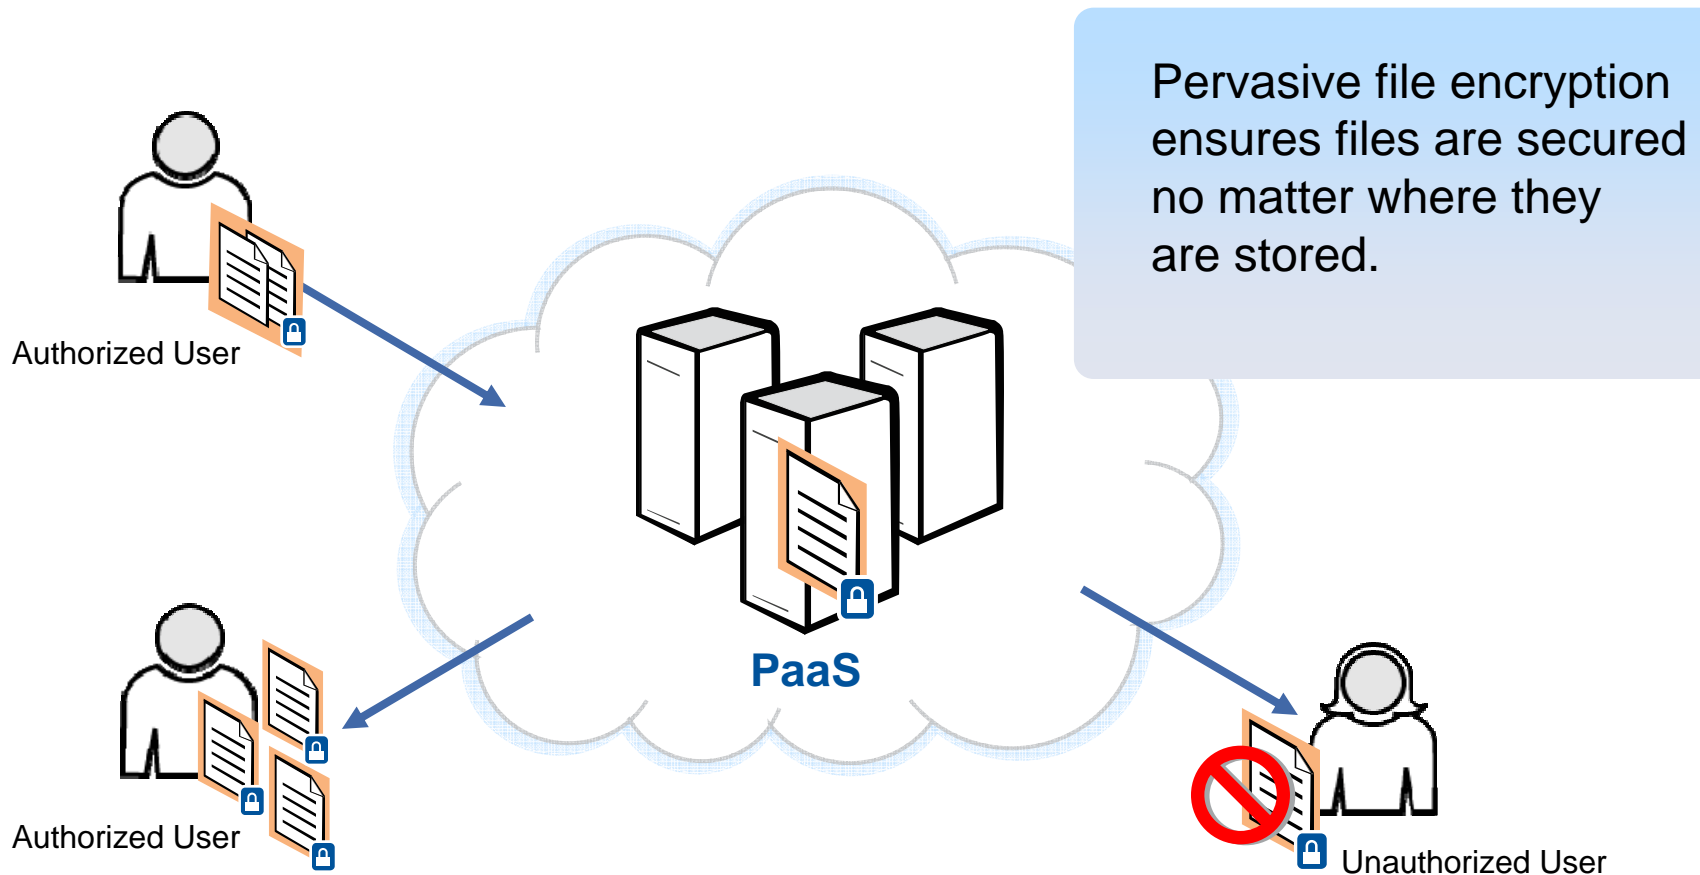 Pervasive file encryption
ensures files are secured
no matter where they
are stored.
Authorized User
PaaS
Authorized User
Unauthorized User